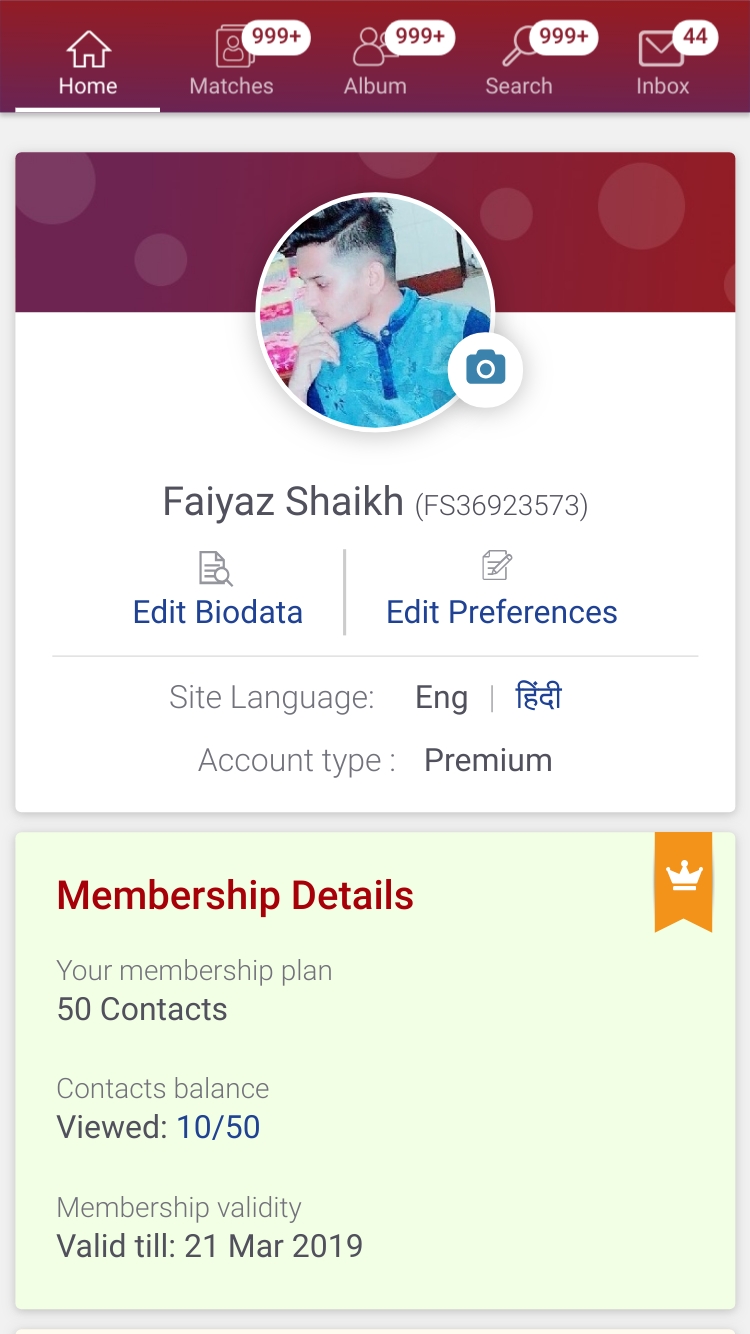 999+ 999+ 999+ 44
Home Matches Album Search Inbox
Faiyaz Shaikh (FS36923573)
Edit Biodata Edit Preferences
Site Language: Eng | हिंदी
Account type : Premium
Membership Details
Your membership plan
50 Contacts
Contacts balance
Viewed: 10/50
Membership validity
Valid till: 21 Mar 2019